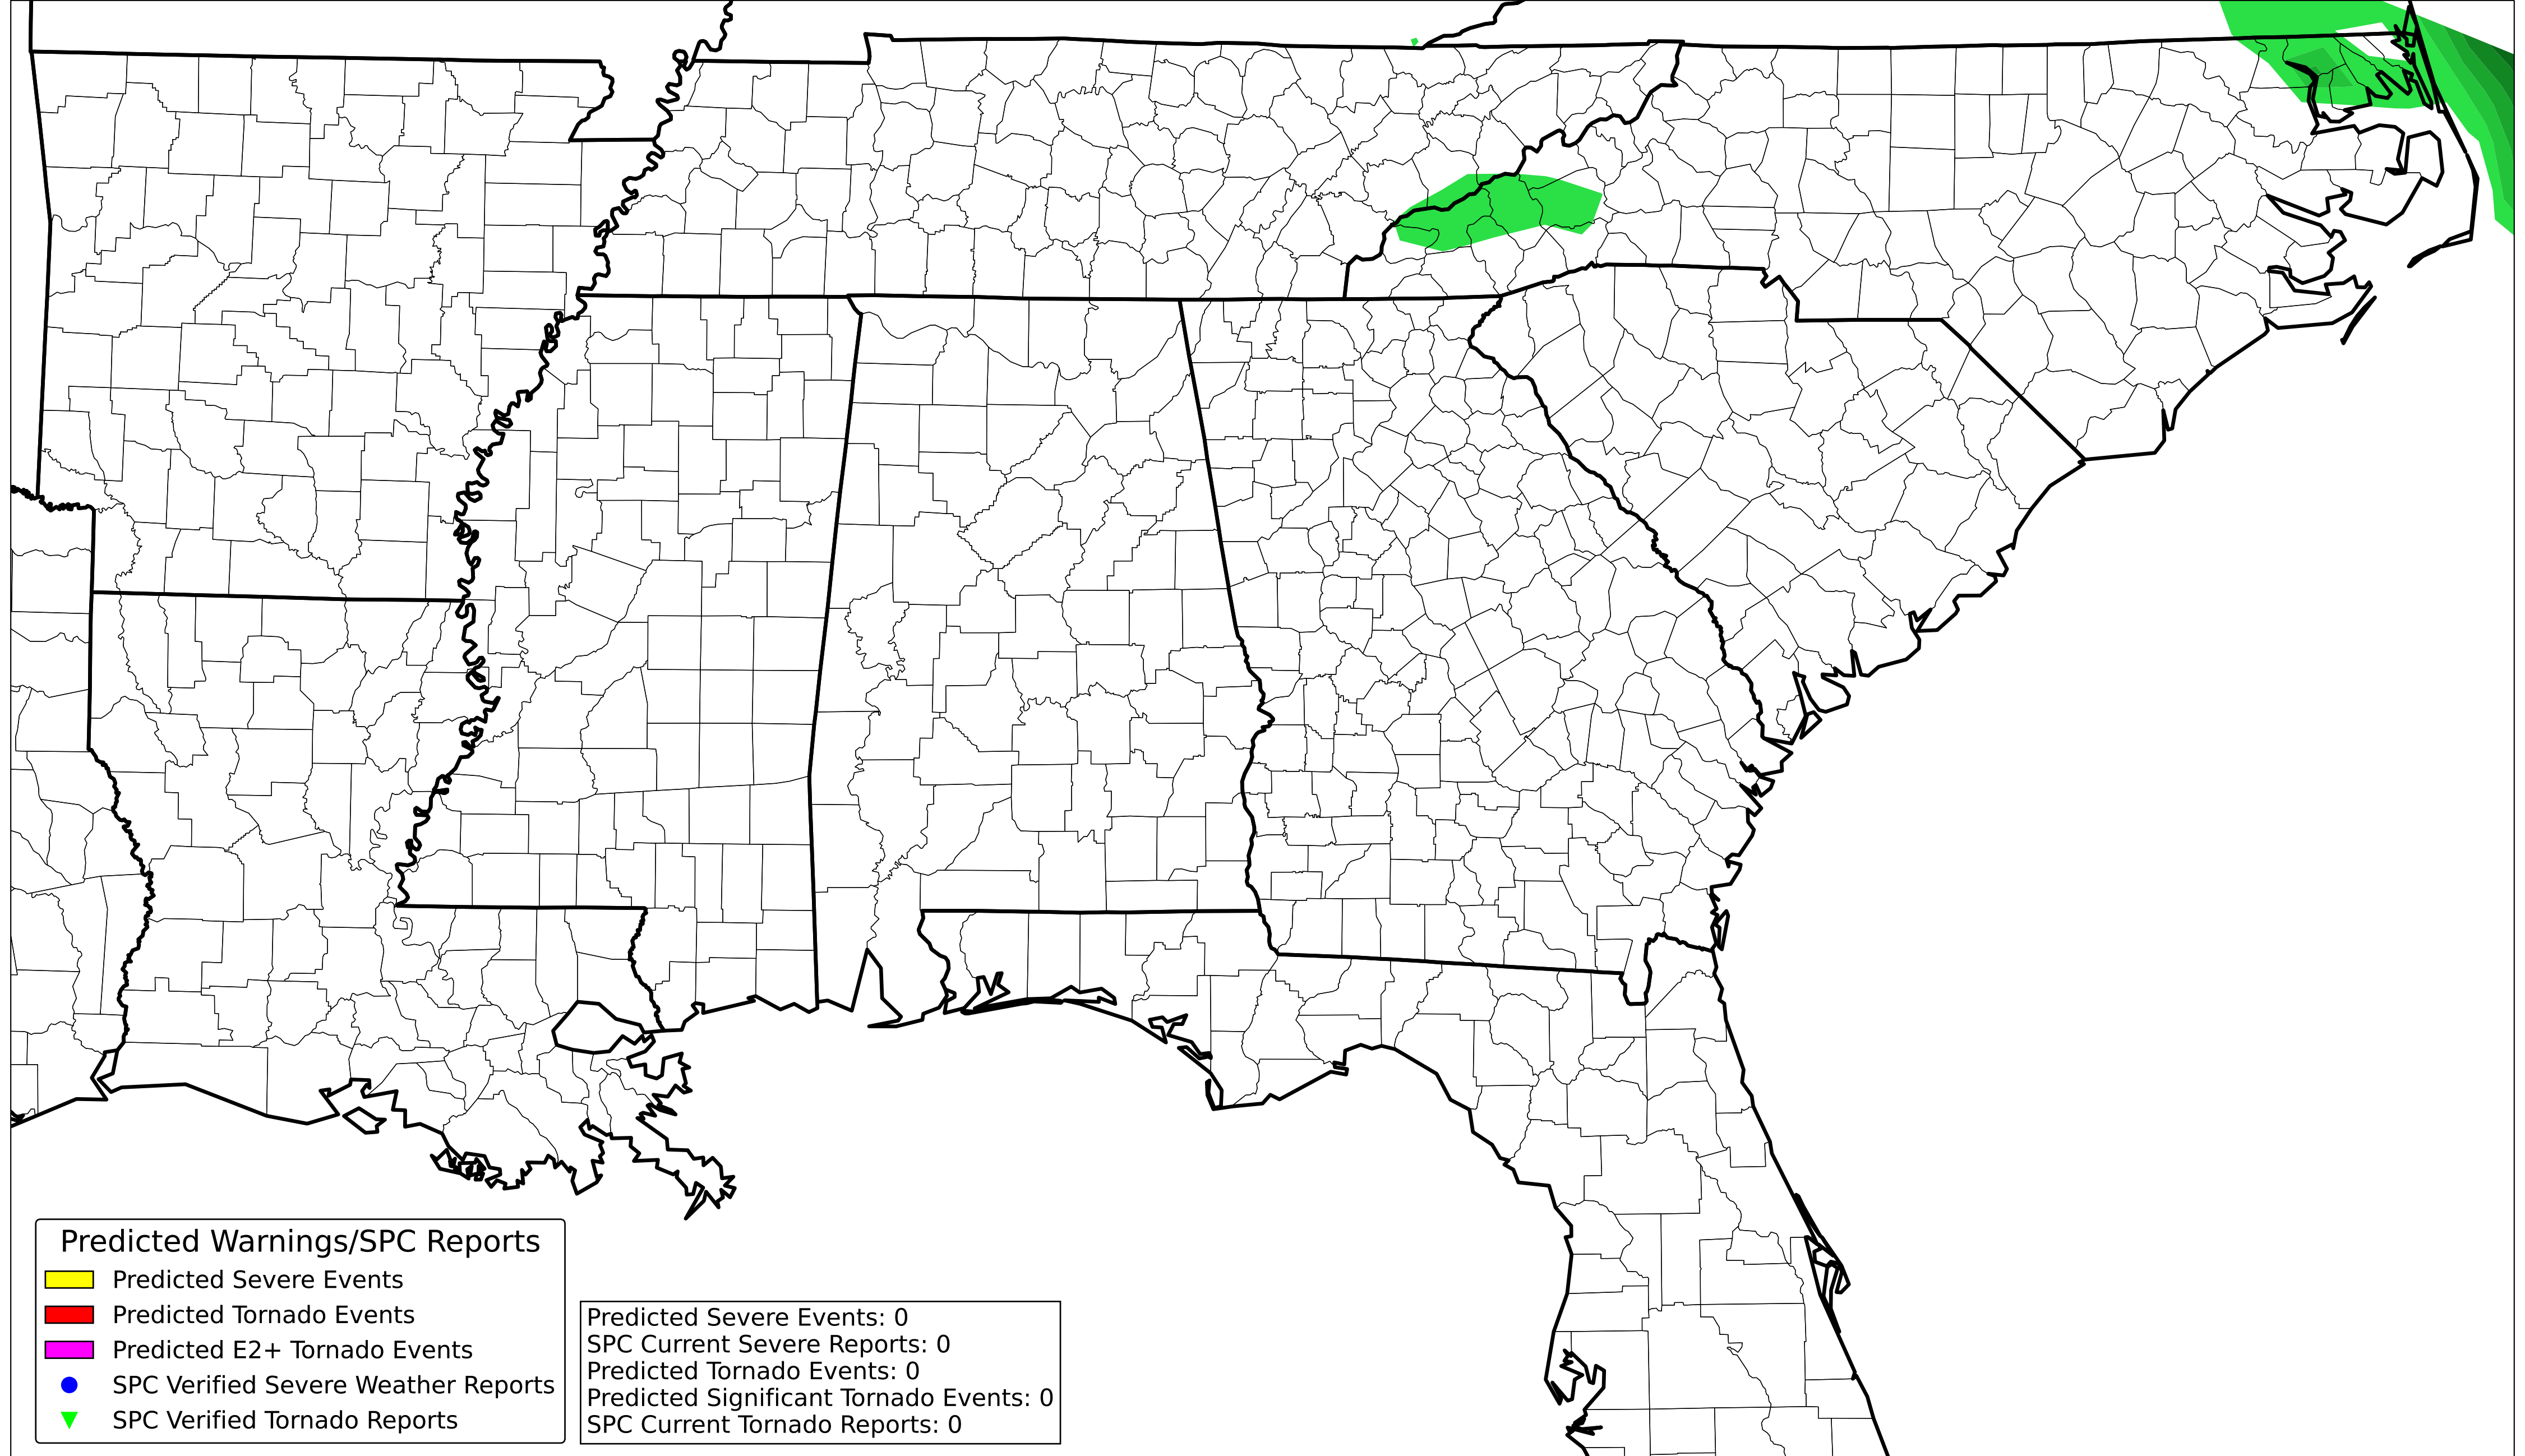 Predicted Warnings/SPC Reports
Predicted Severe Events
Predicted Tornado Events
Predicted E2+ Tornado Events
SPC Verified Severe Weather Reports
SPC Verified Tornado Reports
Predicted Severe Events: 0
SPC Current Severe Reports: 0
Predicted Tornado Events: 0
Predicted Significant Tornado Events: 0
SPC Current Tornado Reports: 0